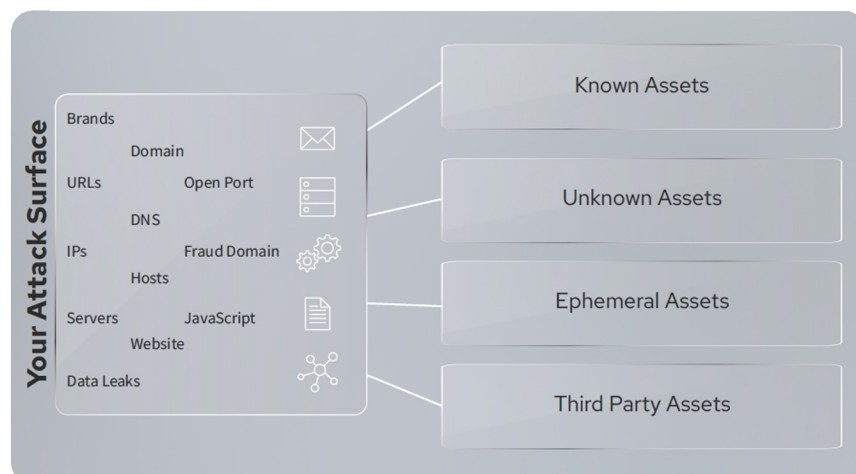 Your Attack Surface
Brands
Domain
URLs
Open Port
DNS
IPs
Fraud Domain
Hosts
Servers
JavaScript
Website
Data Leaks
Known Assets
Unknown Assets
Ephemeral Assets
Third Party Assets